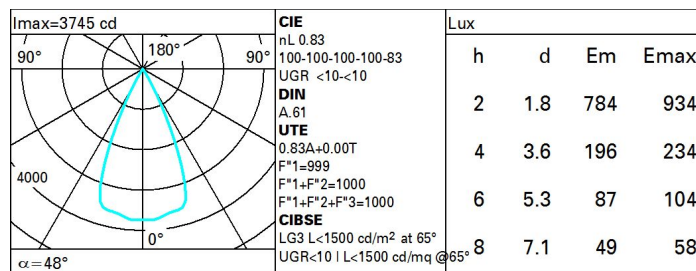 Imax=3745 cd
90°
180°
90°
4000
0°
α=48°
CIE
nL 0.83
100-100-100-100-83
UGR <10-<10
DIN
A.61
UTE
0.83A+0.00T
F"1=999
F"1+F"2=1000
F"1+F"2+F"3=1000
CIBSE
LG3 L<1500 cd/m² at 65°
UGR<10 | L<1500 cd/mq @65°
Lux
h d Em Emax
2 1.8 784 934
4 3.6 196 234
6 5.3 87 104
8 7.1 49 58